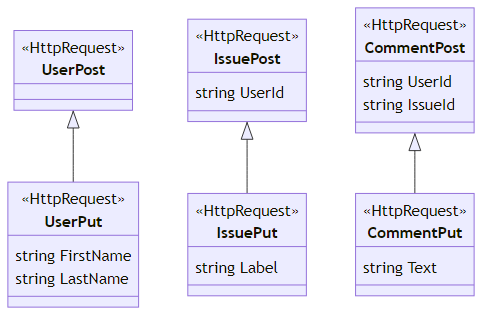 «HttpRequest»
UserPost
«HttpRequest»
IssuePost
string UserId
«HttpRequest»
CommentPost
string UserId
string IssueId
«HttpRequest»
UserPut
string FirstName
string LastName
«HttpRequest»
IssuePut
string Label
«HttpRequest»
CommentPut
string Text